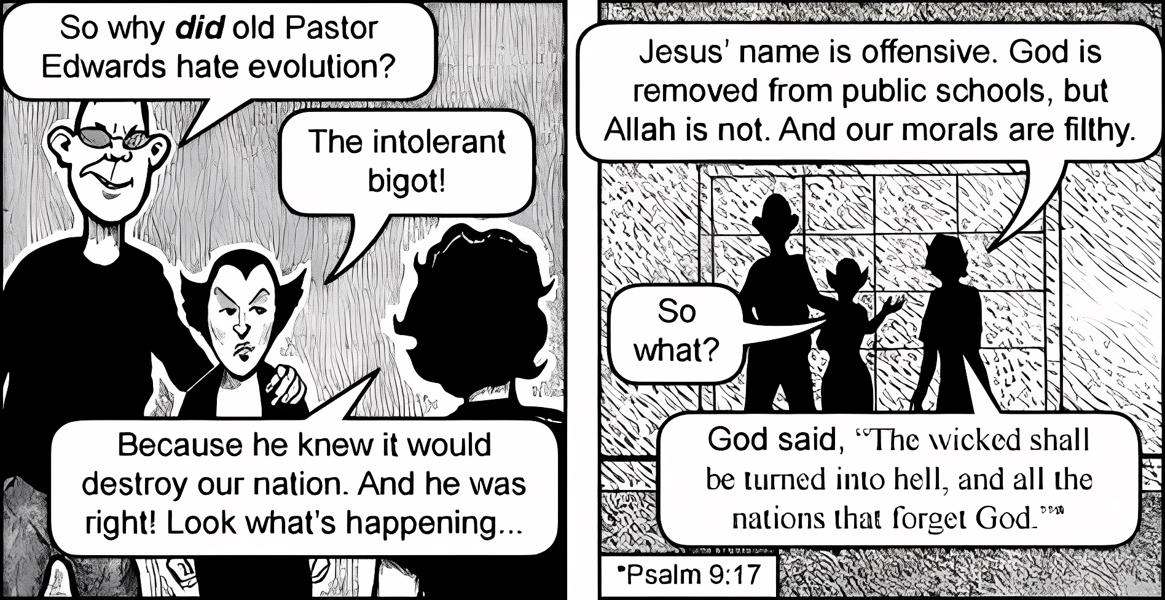 So why did old Pastor
Edwards hate evolution?
The intolerant
bigot!
Because he knew it would
destroy our nation. And he was
right! Look what's happening...
Jesus' name is offensive. God is
removed from public schools, but
Allah is not. And our morals are filthy.
So
what?
God said, “The wicked shall
be turned into hell, and all the
nations that forget God.”*
*Psalm 9:17